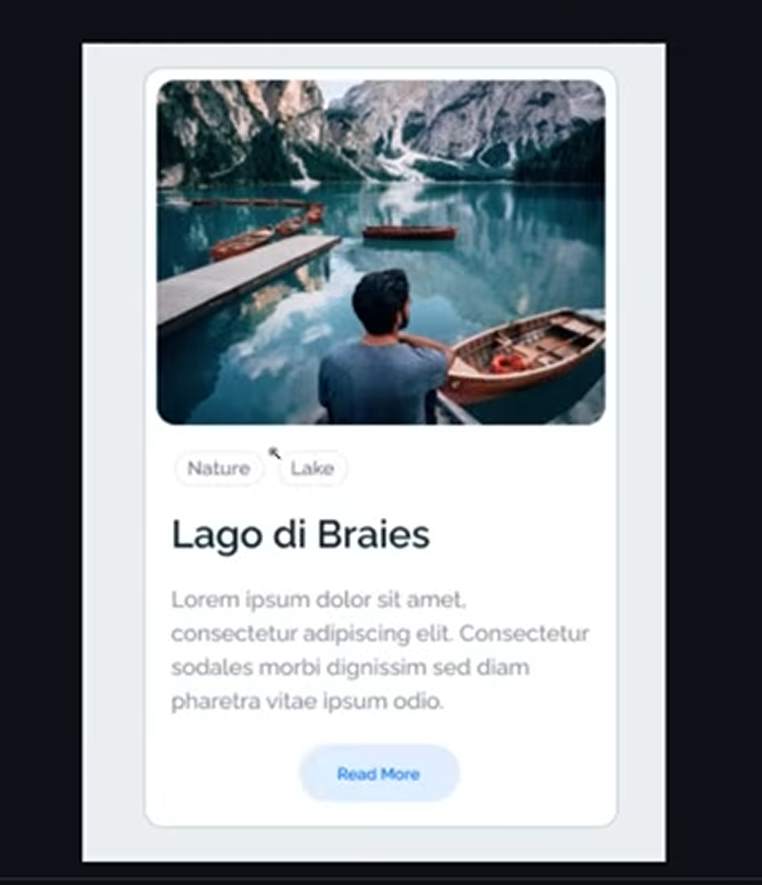 Nature Lake
Lago di Braies
Lorem ipsum dolor sit amet,
consectetur adipiscing elit. Consectetur
sodales morbi dignissim sed diam
pharetra vitae ipsum odio.
Read More